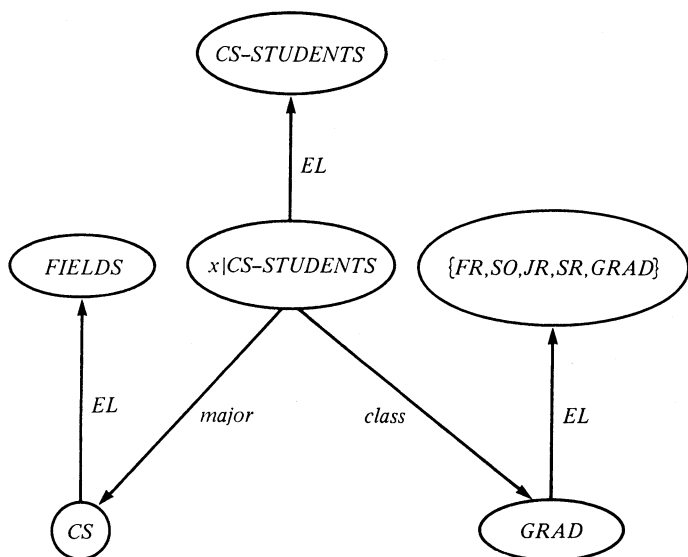 CS–STUDENTS
EL
FIELDS
x|CS–STUDENTS
{FR,SO,JR,SR,GRAD}
EL
major
class
EL
CS
GRAD